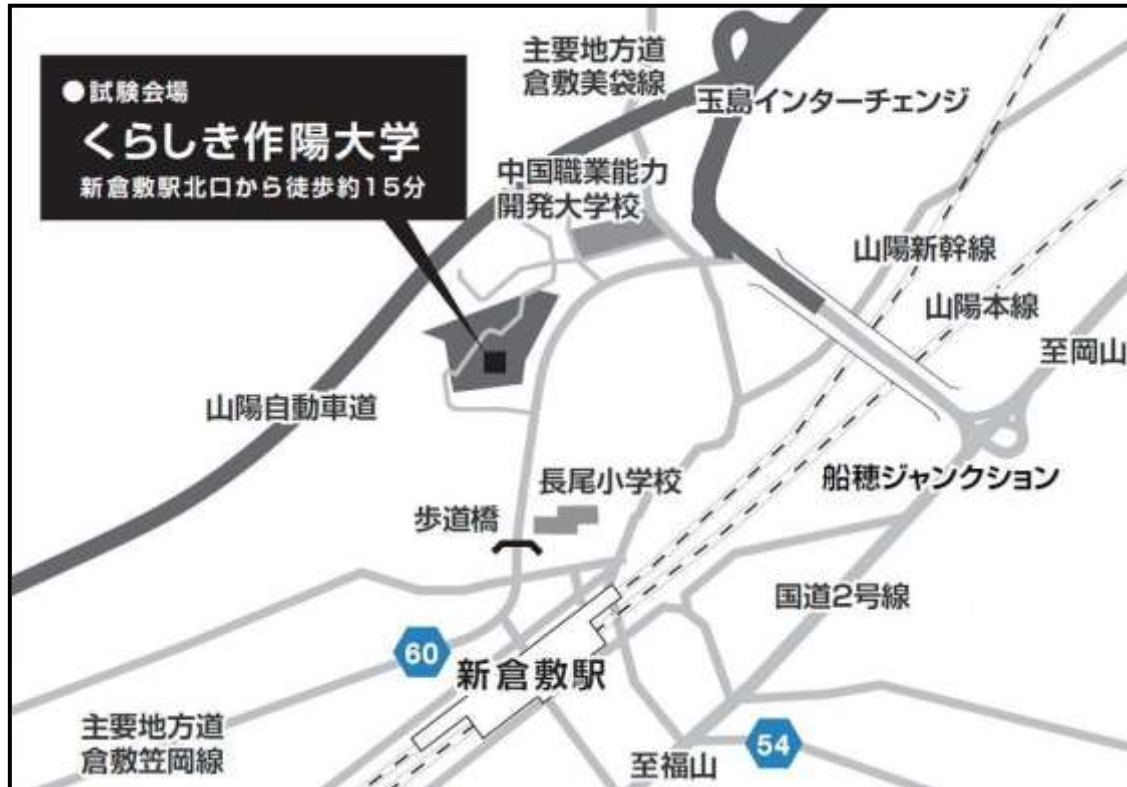 ●試験会場
くらしき作陽大学
新倉敷駅北口から徒歩約15分
主要地方道
倉敷美袋線
玉島インターチェンジ
中国職業能力
開発大学校
山陽新幹線
山陽本線
至岡山
山陽自動車道
長尾小学校
船穂ジャンクション
歩道橋
国道2号線
60
新倉敷駅
主要地方道
倉敷笠岡線
54
至福山